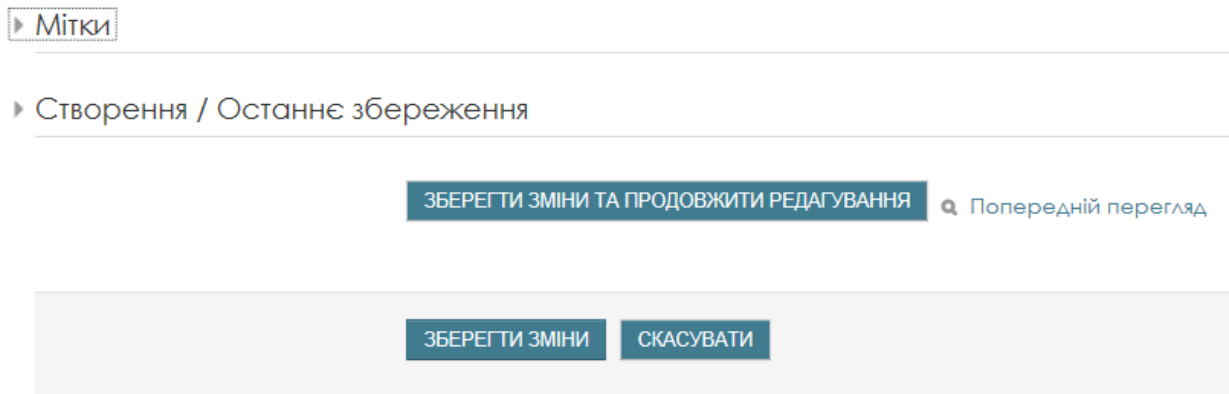 Мітки
Створення / Останнє збереження
ЗБЕРЕГТИ ЗМІНИ ТА ПРОДОВЖИТИ РЕДАГУВАННЯ Попередній перегляд
ЗБЕРЕГТИ ЗМІНИ СКАСУВАТИ